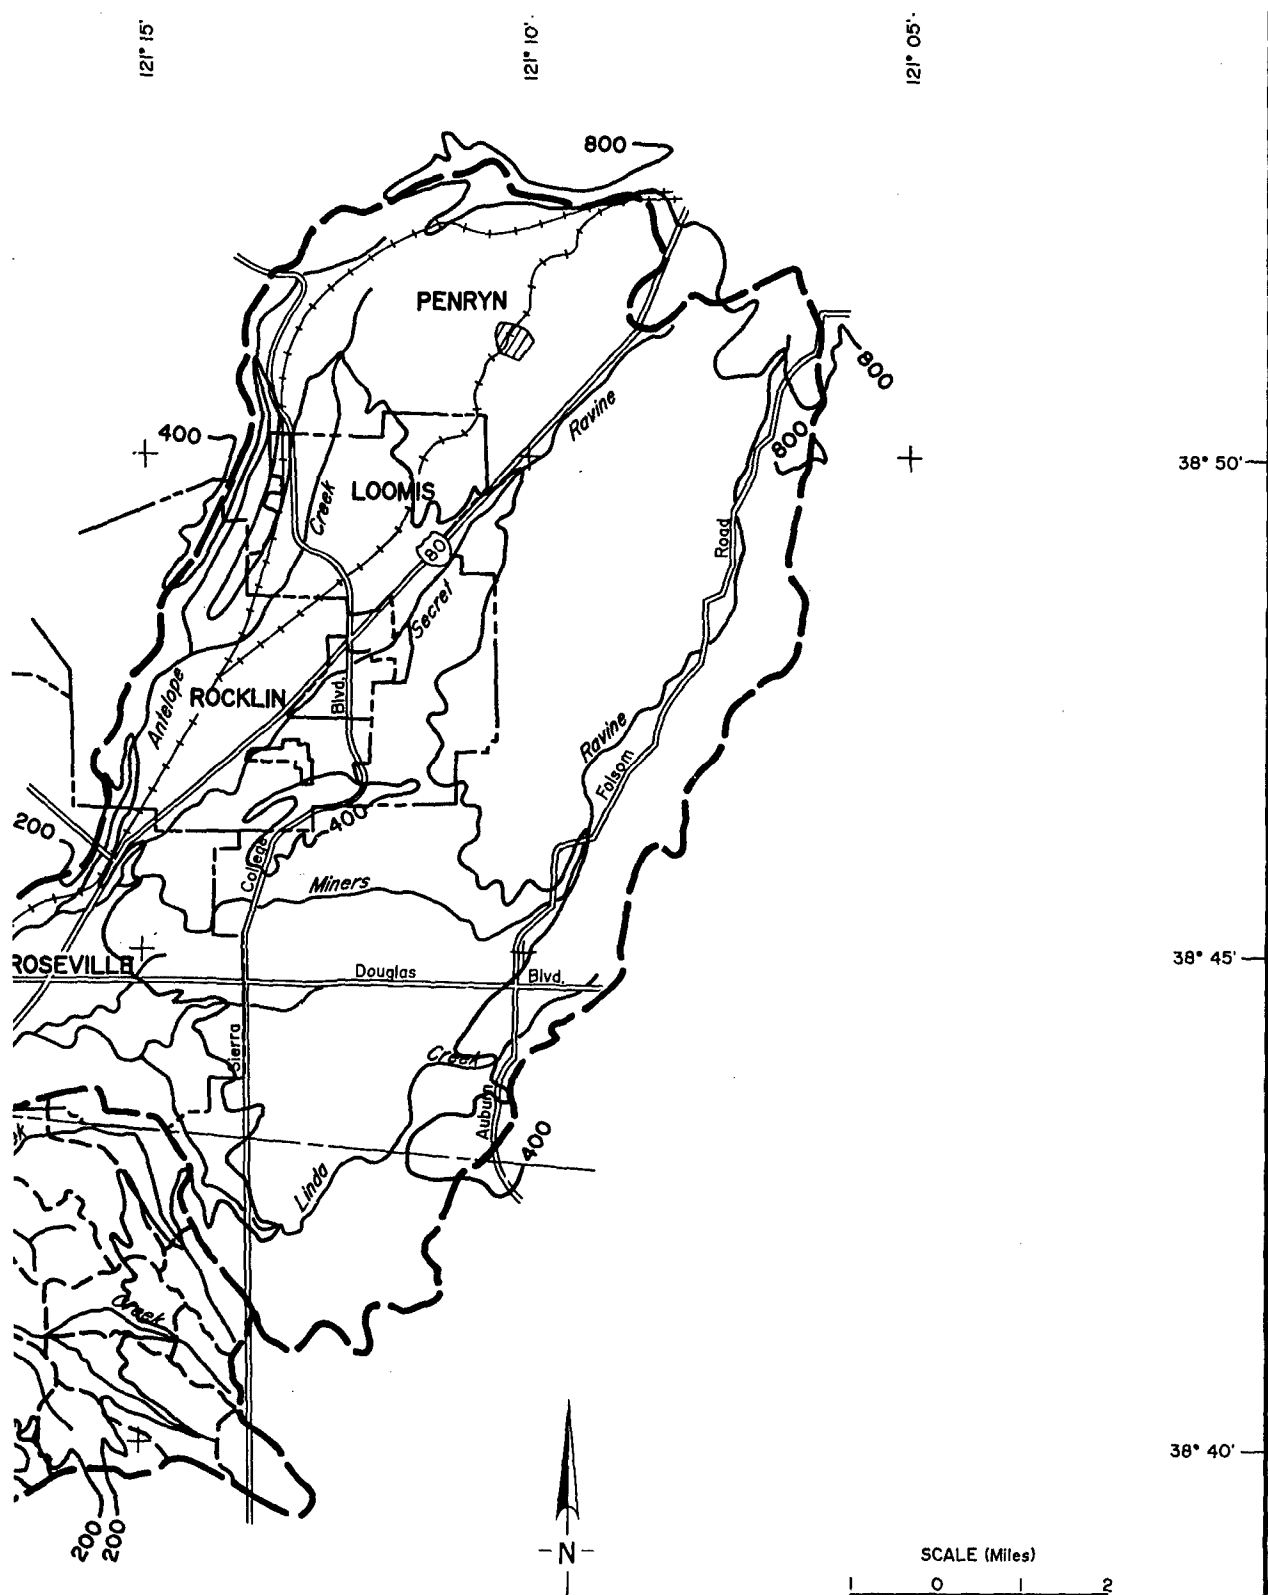 121° 15'
121° 10'
121° 05'
800
PENRYN
800
Ravine
400
800
38° 50'
LOOMIS
Creek
Road
80
Secret
Antelope
ROCKLIN
Blvd.
Ravine
Folsom
200
400
College
Miners
ROSEVILLE
Douglas
Blvd.
38° 45'
Sierra
Creek
Auburn
400
ek
Linda
Creek
38° 40'
200
200
N
SCALE (Miles)
1 0 1 2